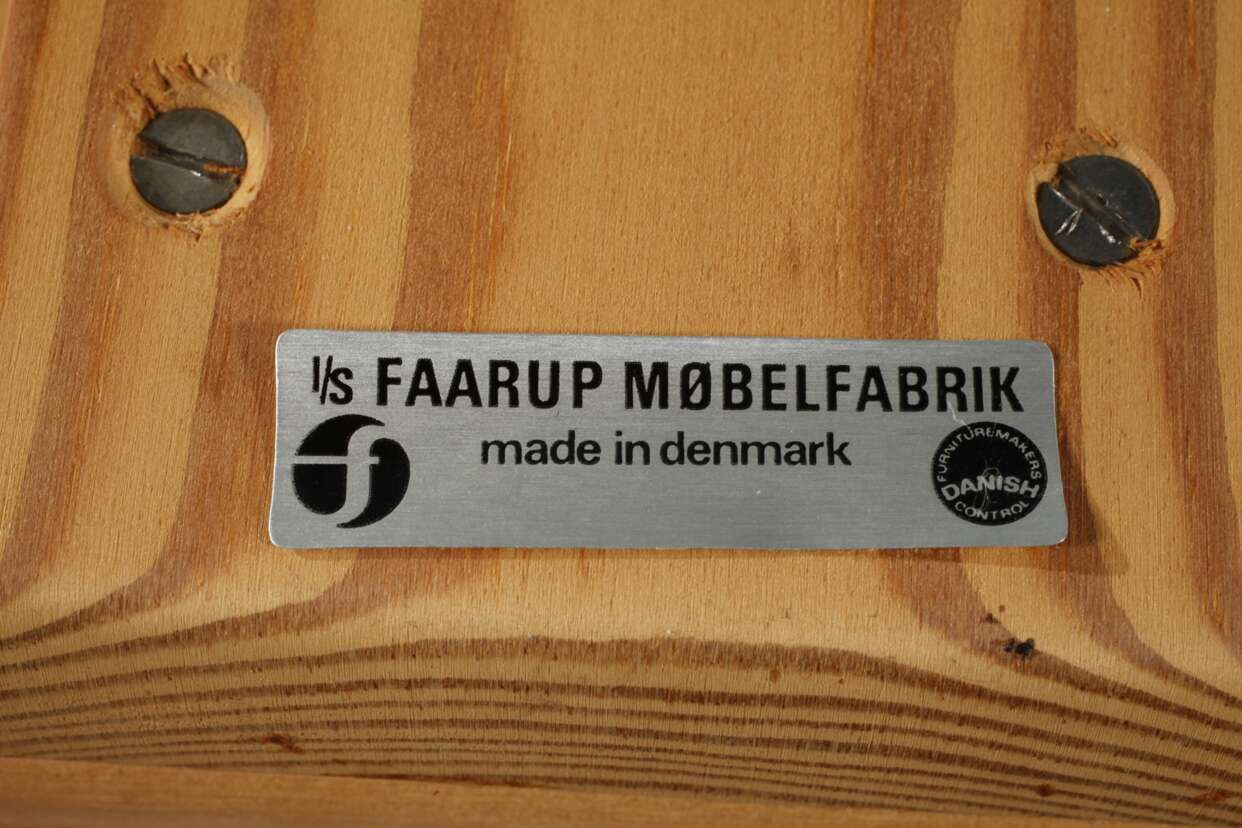 I/S FAARUP MØBELFABRIK
made in denmark
f
FURNITUREMAKERS
DANISH
CONTROL